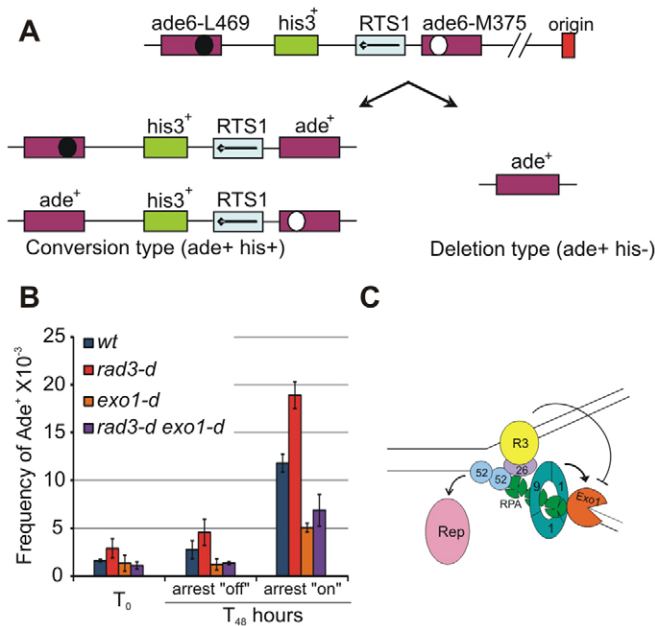 A
ade6-L469 his3+ RTS1 ade6-M375 origin
his3+ RTS1 ade+
ade+
ade+ his3+ RTS1
Conversion type (ade+ his+)
Deletion type (ade+ his-)
B
Frequency of Ade+ X10-3
25
20
15
10
5
0
wt
rad3-d
exo1-d
rad3-d exo1-d
T0
arrest "off" arrest "on"
T48 hours
C
R3
26
52
52
RPA
9
1
1
Exo1
Rep